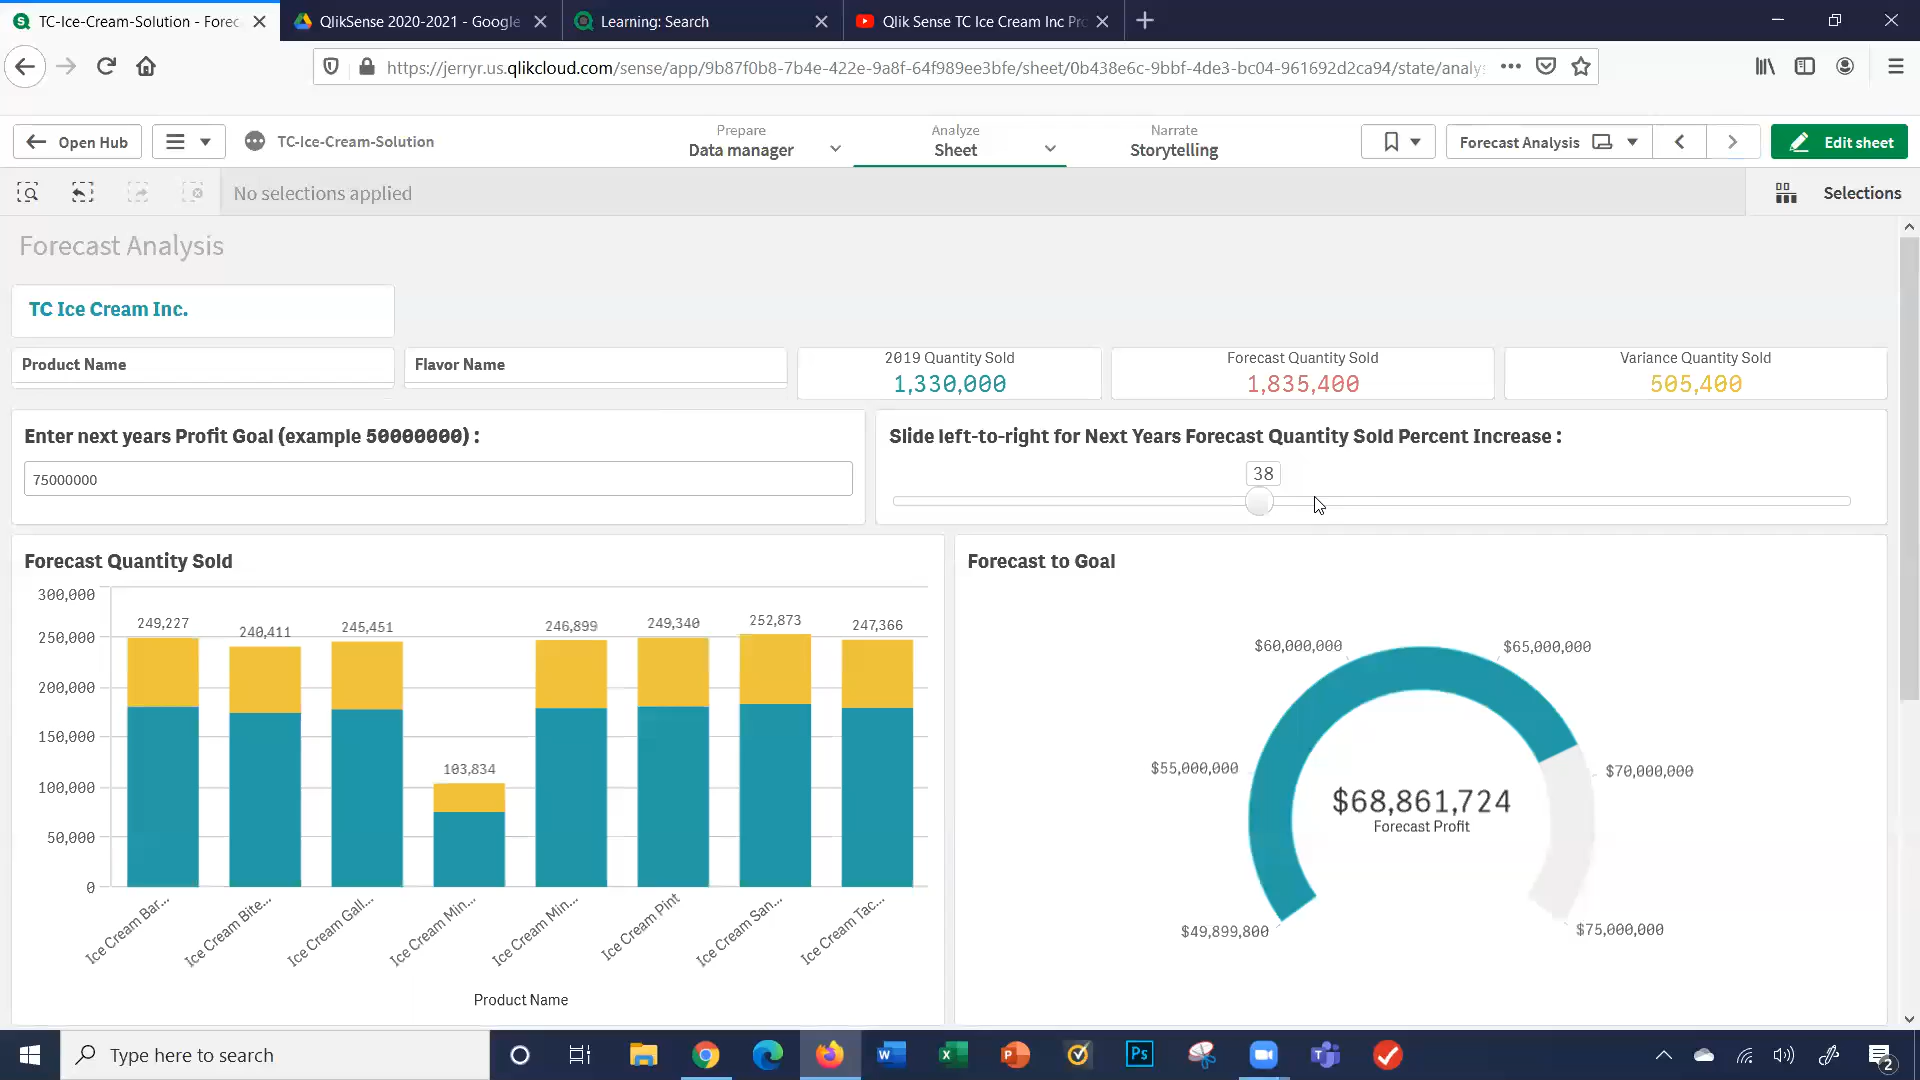 TC-Ice-Cream-Solution - Forec
QlikSense 2020-2021 - Google
Learning: Search
Qlik Sense TC Ice Cream Inc Pro
https://jerryr.us.qlikcloud.com/sense/app/9b87f0b8-7b4e-422e-9a8f-64f989ee3bfe/sheet/0b438e6c-9bbf-4de3-bc04-961692d2ca94/state/analys
Open Hub
TC-Ice-Cream-Solution
Prepare
Data manager
Analyze
Sheet
Narrate
Storytelling
Forecast Analysis
Edit sheet
No selections applied
Selections
Forecast Analysis
TC Ice Cream Inc.
Product Name
Flavor Name
2019 Quantity Sold
1,330,000
Forecast Quantity Sold
1,835,400
Variance Quantity Sold
505,400
Enter next years Profit Goal (example 50000000) :
75000000
Slide left-to-right for Next Years Forecast Quantity Sold Percent Increase :
38
Forecast Quantity Sold
300,000
250,000
200,000
150,000
100,000
50,000
0
249,227
240,411
245,451
103,834
246,899
249,340
252,873
247,366
Ice Cream Bar...
Ice Cream Bite...
Ice Cream Gall...
Ice Cream Min...
Ice Cream Min...
Ice Cream Pint
Ice Cream San...
Ice Cream Tac...
Product Name
Forecast to Goal
$60,000,000
$65,000,000
$55,000,000
$70,000,000
$68,861,724
Forecast Profit
$49,899,800
$75,000,000
Type here to search
2